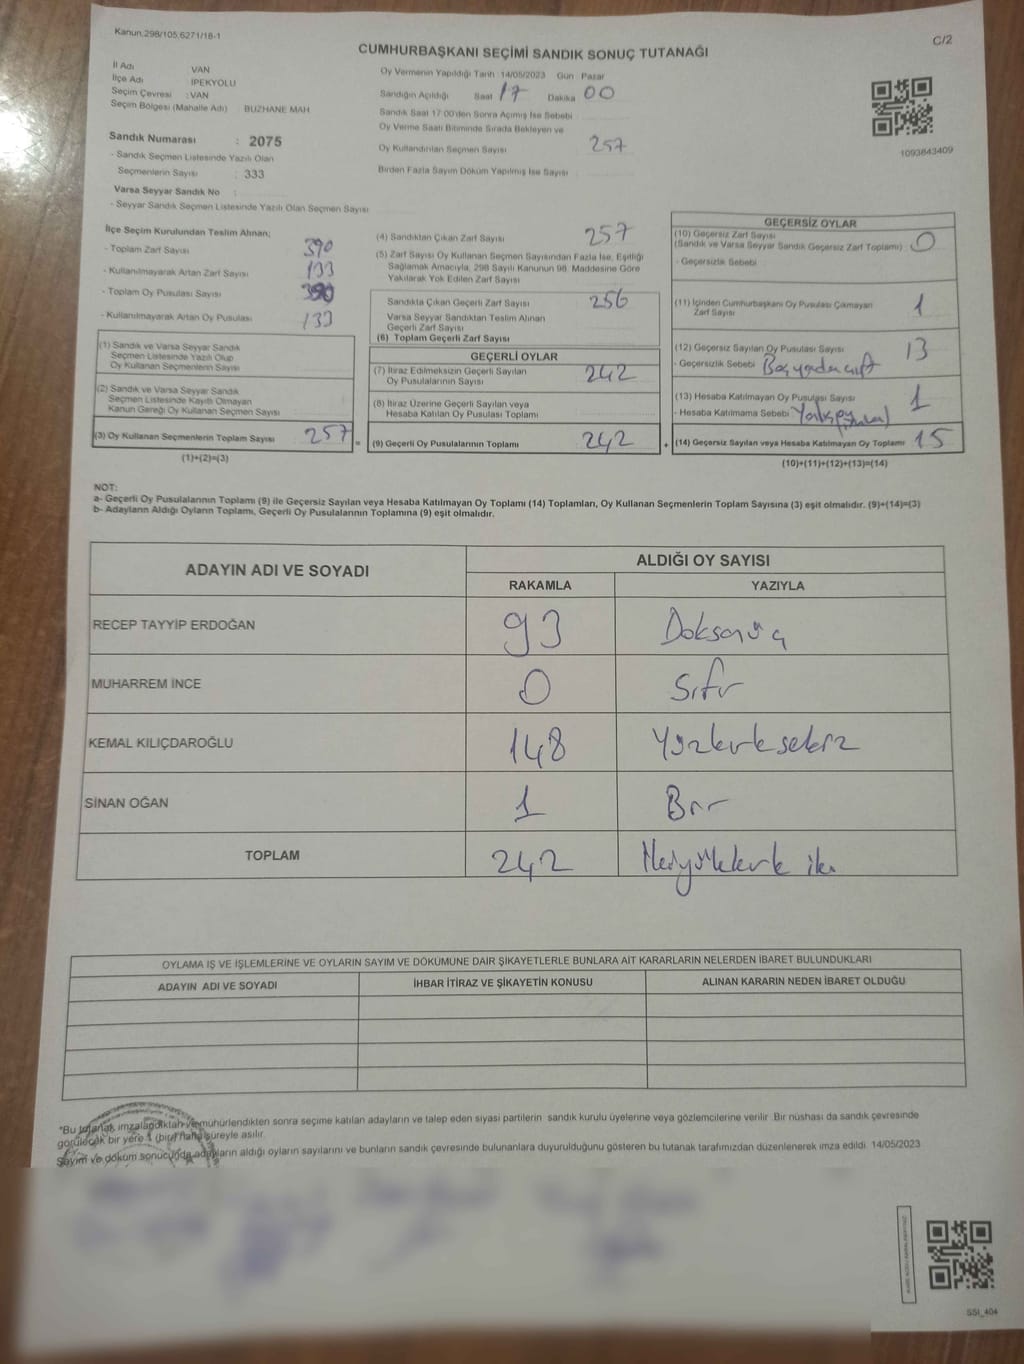 Kanun.298/105,6271/18-1
C/2
CUMHURBAŞKANI SEÇİMİ SANDIK SONUÇ TUTANAĞI
İl Adı VAN
İlçe Adı İPEKYOLU
Seçim Çevresi : VAN
Seçim Bölgesi (Mahalle Adı) BUZHANE MAH
Sandık Numarası : 2075
- Sandık Seçmen Listesinde Yazılı Olan
Seçmenlerin Sayısı : 333
Varsa Seyyar Sandık No :
- Seyyar Sandık Seçmen Listesinde Yazılı Olan Seçmen Sayısı
Oy Vermenin Yapıldığı Tarih 14/05/2023 Gün Pazar
Sandığın Açıldığı Saat 17 Dakika 00
Sandık Saat 17 00'den Sonra Açılmış İse Sebebi
Oy Verme Saati Bitiminde Sırada Bekleyen ve
Oy Kullandırılan Seçmen Sayısı 257
Birden Fazla Sayım Döküm Yapılmış İse Sayısı
1093843409
İlçe Seçim Kurulundan Teslim Alınan;
- Toplam Zarf Sayısı 390
- Kullanılmayarak Artan Zarf Sayısı 133
- Toplam Oy Pusulası Sayısı 390
- Kullanılmayarak Artan Oy Pusulası 133
(1) Sandık ve Varsa Seyyar Sandık
Seçmen Listesinde Yazılı Olup
Oy Kullanan Seçmenlerin Sayısı
(2) Sandık ve Varsa Seyyar Sandık
Seçmen Listesinde Kayıtlı Olmayan
Kanun Gereği Oy Kullanan Seçmen Sayısı
(3) Oy Kullanan Seçmenlerin Toplam Sayısı 257 =
(1)+(2)=(3)
(4) Sandıktan Çıkan Zarf Sayısı 257
(5) Zarf Sayısı Oy Kullanan Seçmen Sayısından Fazla İse, Eşitliği
Sağlamak Amacıyla, 298 Sayılı Kanunun 98. Maddesine Göre
Yakılarak Yok Edilen Zarf Sayısı
Sandıkta Çıkan Geçerli Zarf Sayısı 256
Varsa Seyyar Sandıktan Teslim Alınan
Geçerli Zarf Sayısı
(6) Toplam Geçerli Zarf Sayısı
GEÇERLİ OYLAR
(7) İtiraz Edilmeksizin Geçerli Sayılan
Oy Pusulalarının Sayısı 242
(8) İtiraz Üzerine Geçerli Sayılan veya
Hesaba Katılan Oy Pusulası Toplamı
(9) Geçerli Oy Pusulalarının Toplamı 242 +
GEÇERSİZ OYLAR
(10) Geçersiz Zarf Sayısı
(Sandık ve Varsa Seyyar Sandık Geçersiz Zarf Toplamı) 0
- Geçersizlik Sebebi
(11) İçinden Cumhurbaşkanı Oy Pusulası Çıkmayan
Zarf Sayısı 1
(12) Geçersiz Sayılan Oy Pusulası Sayısı 13
- Geçersizlik Sebebi
(13) Hesaba Katılmayan Oy Pusulası Sayısı 1
- Hesaba Katılmama Sebebi
(14) Geçersiz Sayılan veya Hesaba Katılmayan Oy Toplamı 15
(10)+(11)+(12)+(13)=(14)
NOT:
a- Geçerli Oy Pusulalarının Toplamı (9) ile Geçersiz Sayılan veya Hesaba Katılmayan Oy Toplamı (14) Toplamları, Oy Kullanan Seçmenlerin Toplam Sayısına (3) eşit olmalıdır. (9)+(14)=(3)
b- Adayların Aldığı Oyların Toplamı, Geçerli Oy Pusulalarının Toplamına (9) eşit olmalıdır.
ADAYIN ADI VE SOYADI
ALDIĞI OY SAYISI
RAKAMLA YAZIYLA
RECEP TAYYİP ERDOĞAN 93 Doksanüç
MUHARREM İNCE 0 Sıfır
KEMAL KILIÇDAROĞLU 148 Yüzkırksekiz
SİNAN OĞAN 1 Bir
TOPLAM 242 İkiyüzkırk iki
OYLAMA İŞ VE İŞLEMLERİNE VE OYLARIN SAYIM VE DÖKÜMÜNE DAİR ŞİKAYETLERLE BUNLARA AİT KARARLARIN NELERDEN İBARET BULUNDUKLARI
ADAYIN ADI VE SOYADI İHBAR İTİRAZ VE ŞİKAYETİN KONUSU ALINAN KARARIN NEDEN İBARET OLDUĞU
*Bu tutanak imzalandıktan ve mühürlendikten sonra seçime katılan adayların ve talep eden siyasi partilerin sandık kurulu üyelerine veya gözlemcilerine verilir. Bir nüshası da sandık çevresinde
görülecek bir yere 1 (bir) hafta süreyle asılır.
Sayım ve döküm sonucunda adayların aldığı oyların sayılarını ve bunların sandık çevresinde bulunanlara duyurulduğunu gösteren bu tutanak tarafımızdan düzenlenerek imza edildi. 14/05/2023
SSİ_404